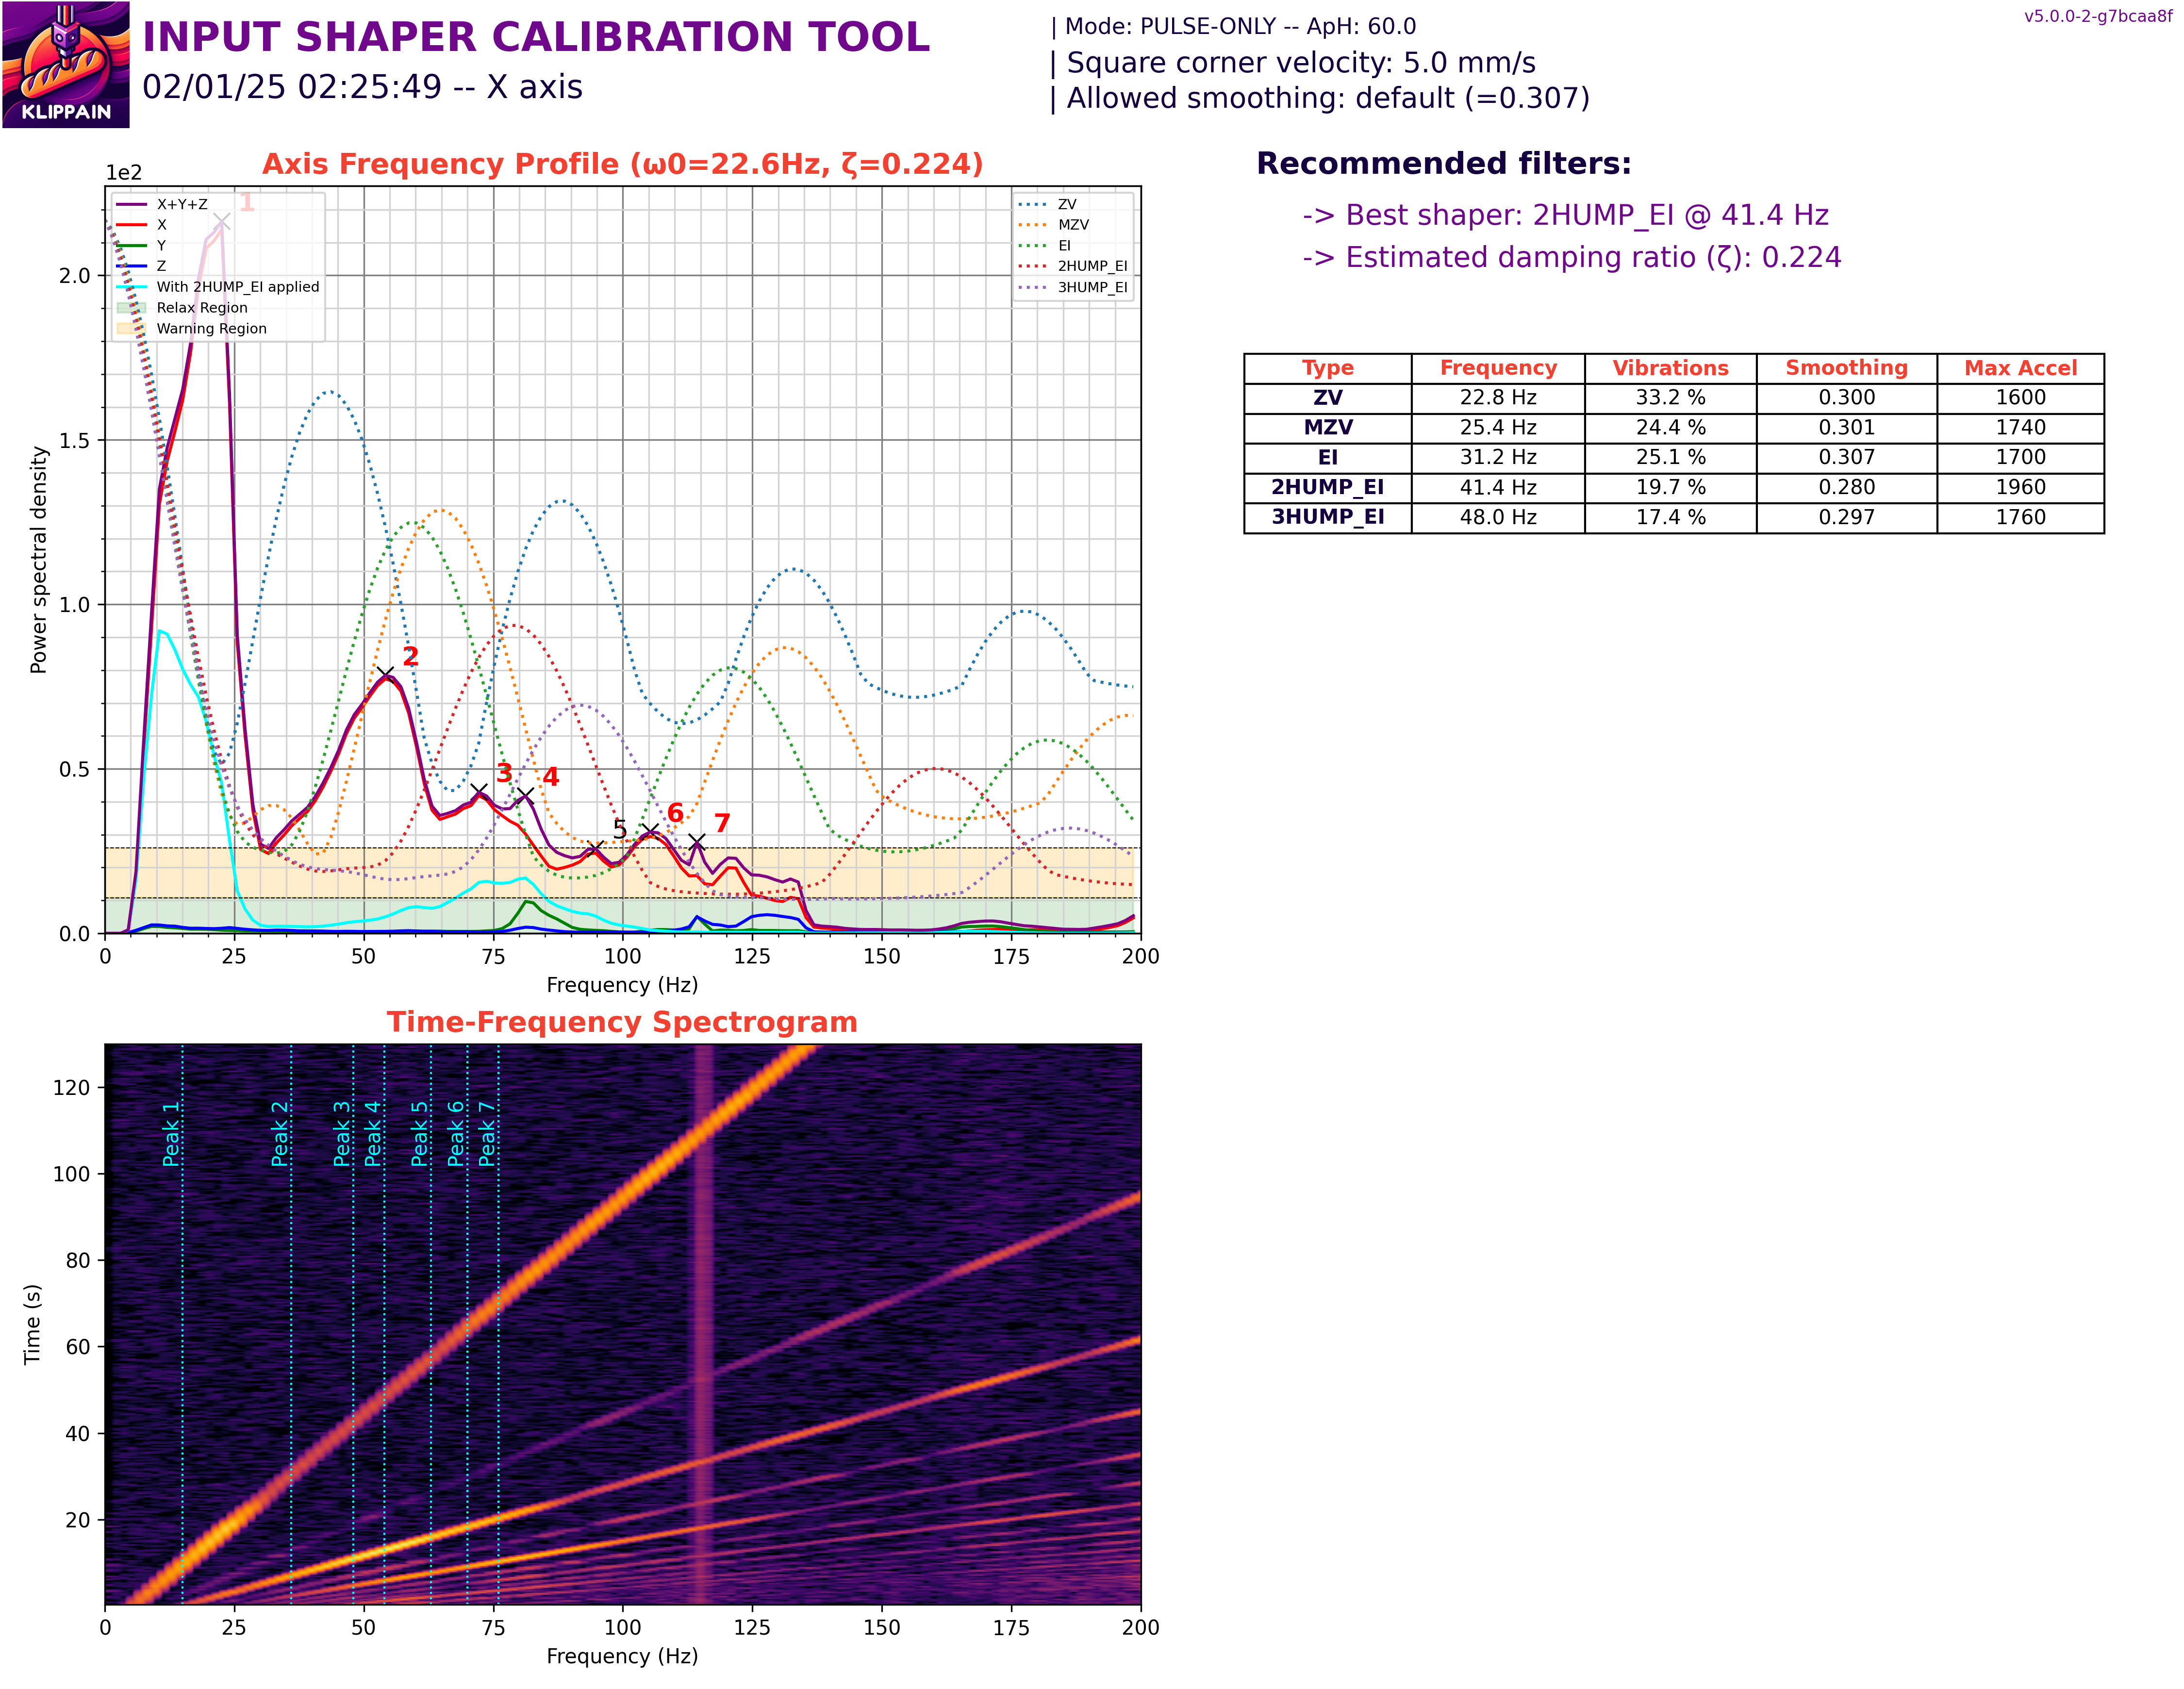 KLIPPAIN
INPUT SHAPER CALIBRATION TOOL
02/01/25 02:25:49 -- X axis
| Mode: PULSE-ONLY -- ApH: 60.0
| Square corner velocity: 5.0 mm/s
| Allowed smoothing: default (=0.307)
v5.0.0-2-g7bcaa8f
Axis Frequency Profile (ω0=22.6Hz, ζ=0.224)
1e2
X+Y+Z
X
Y
Z
With 2HUMP_EI applied
Relax Region
Warning Region
ZV
MZV
EI
2HUMP_EI
3HUMP_EI
1
2
3
4
5
6
7
Power spectral density
2.0
1.5
1.0
0.5
0.0
0 25 50 75 100 125 150 175 200
Frequency (Hz)
Recommended filters:
-> Best shaper: 2HUMP_EI @ 41.4 Hz
-> Estimated damping ratio (ζ): 0.224
Type Frequency Vibrations Smoothing Max Accel
ZV 22.8 Hz 33.2 % 0.300 1600
MZV 25.4 Hz 24.4 % 0.301 1740
EI 31.2 Hz 25.1 % 0.307 1700
2HUMP_EI 41.4 Hz 19.7 % 0.280 1960
3HUMP_EI 48.0 Hz 17.4 % 0.297 1760
Time-Frequency Spectrogram
Peak 1
Peak 2
Peak 3
Peak 4
Peak 5
Peak 6
Peak 7
Time (s)
120
100
80
60
40
20
0 25 50 75 100 125 150 175 200
Frequency (Hz)